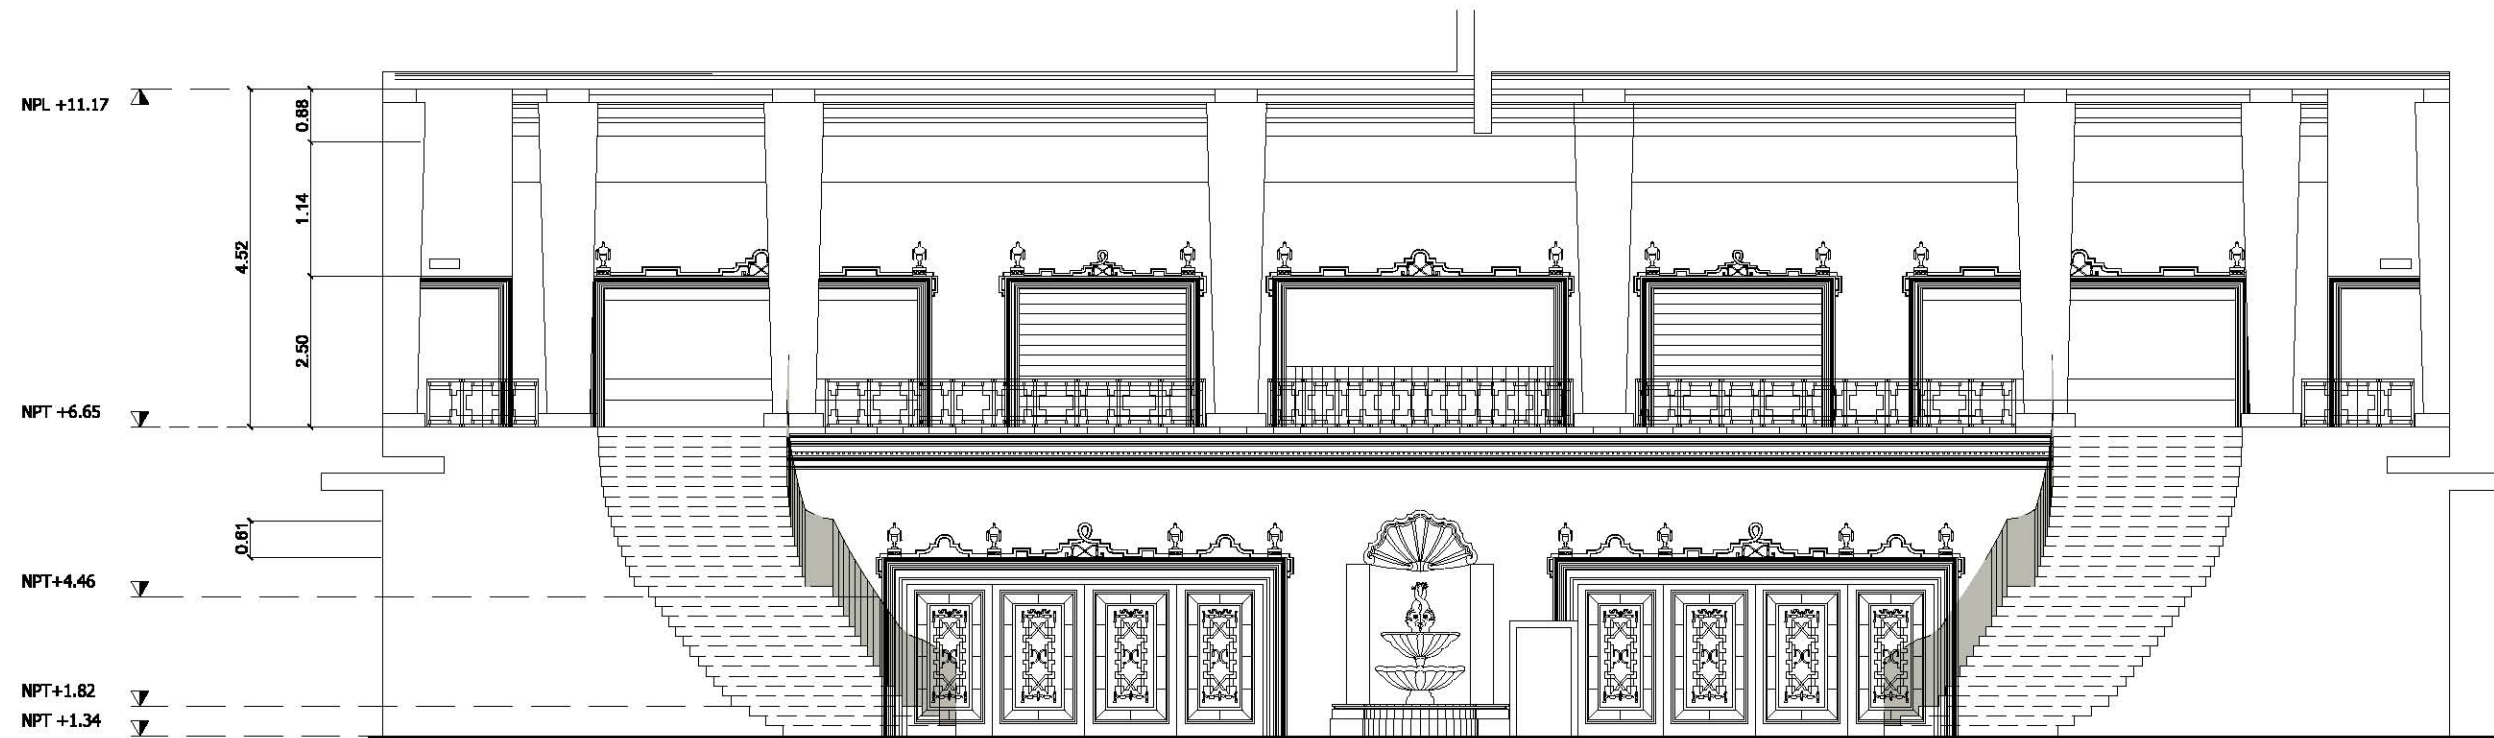 NPL +11.17
0.88
1.14
4.52
2.50
NPT +6.65
0.61
NPT+4.46
NPT+1.82
NPT +1.34